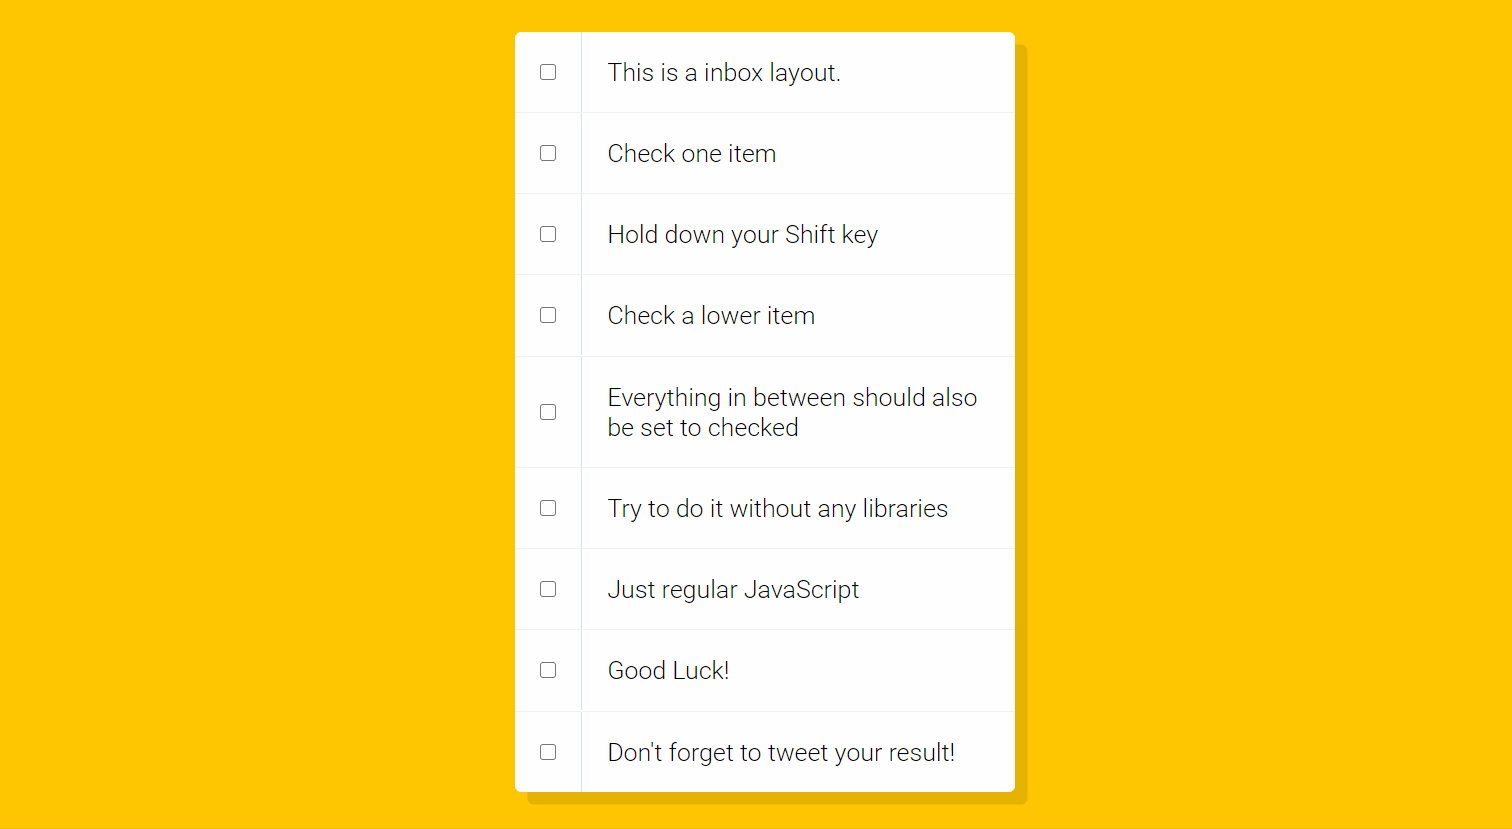 This is a inbox layout.
Check one item
Hold down your Shift key
Check a lower item
Everything in between should also
be set to checked
Try to do it without any libraries
Just regular JavaScript
Good Luck!
Don't forget to tweet your result!